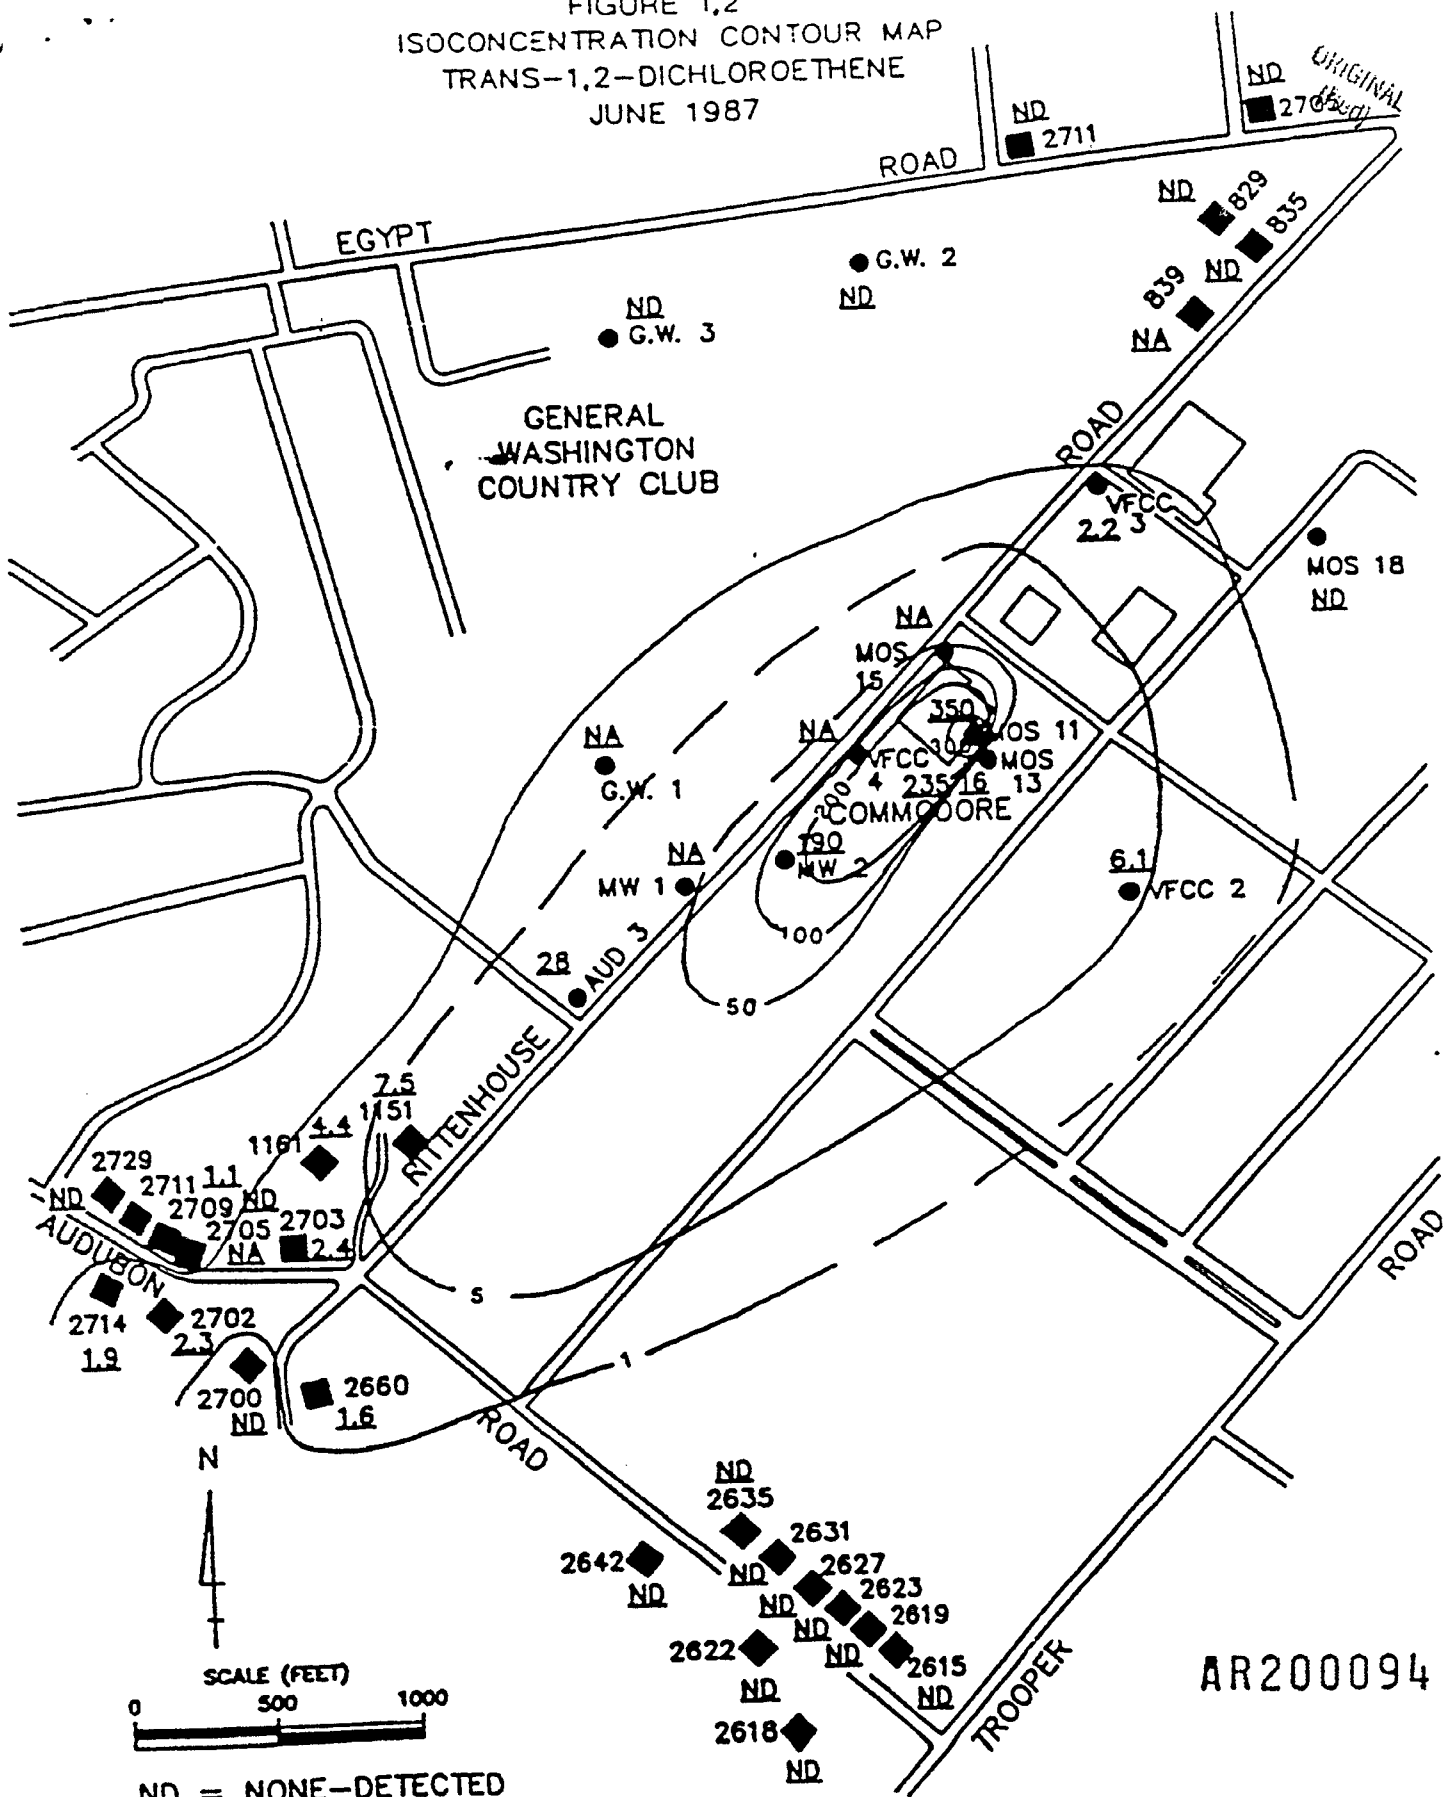 FIGURE 1.2
ISOCONCENTRATION CONTOUR MAP
TRANS-1,2-DICHLOROETHENE
JUNE 1987
ORIGINAL
(Red)
ND
2705
ND
2711
ROAD
EGYPT
ND
829
835
ND
839
NA
G.W. 2
ND
ND
G.W. 3
GENERAL
WASHINGTON
COUNTRY CLUB
ROAD
VFCC
3
2.2
MOS 18
ND
NA
MOS
15
350
MOS 11
NA
VFCC
4
300
MOS
13
235
16
200
COMMODORE
NA
G.W. 1
190
MW 2
NA
MW 1
6.1
VFCC 2
100
50
28
AUD 3
RITTENHOUSE
7.5
1151
4.4
1161
2729
ND
2711
1.1
2709
ND
2705
NA
2703
2.4
AUDUBON
2714
1.9
2702
2.3
2700
ND
2660
1.6
5
1
ROAD
ROAD
N
ND
2635
2631
ND
2642
ND
2627
ND
2623
ND
2619
ND
2615
ND
2622
ND
2618
ND
TROOPER
AR200094
SCALE (FEET)
0 500 1000
ND = NONE-DETECTED